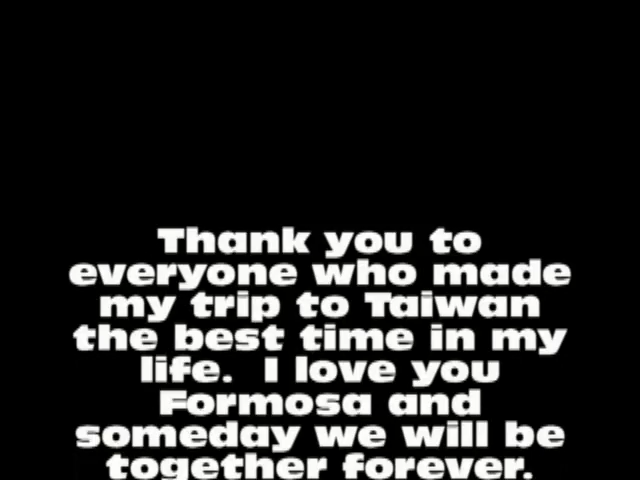 Thank you to
everyone who made
my trip to Taiwan
the best time in my
life.  I love you
Formosa and
someday we will be
together forever.